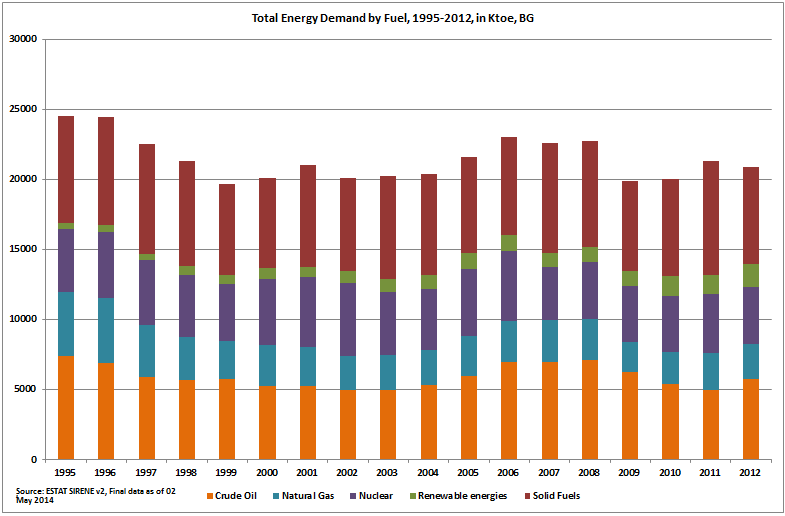 Total Energy Demand by Fuel, 1995-2012, in Ktoe, BG
30000
25000
20000
15000
10000
5000
0
1995 1996 1997 1998 1999 2000 2001 2002 2003 2004 2005 2006 2007 2008 2009 2010 2011 2012
Source: ESTAT SIRENE v2, Final data as of 02
May 2014
Crude Oil Natural Gas Nuclear Renewable energies Solid Fuels